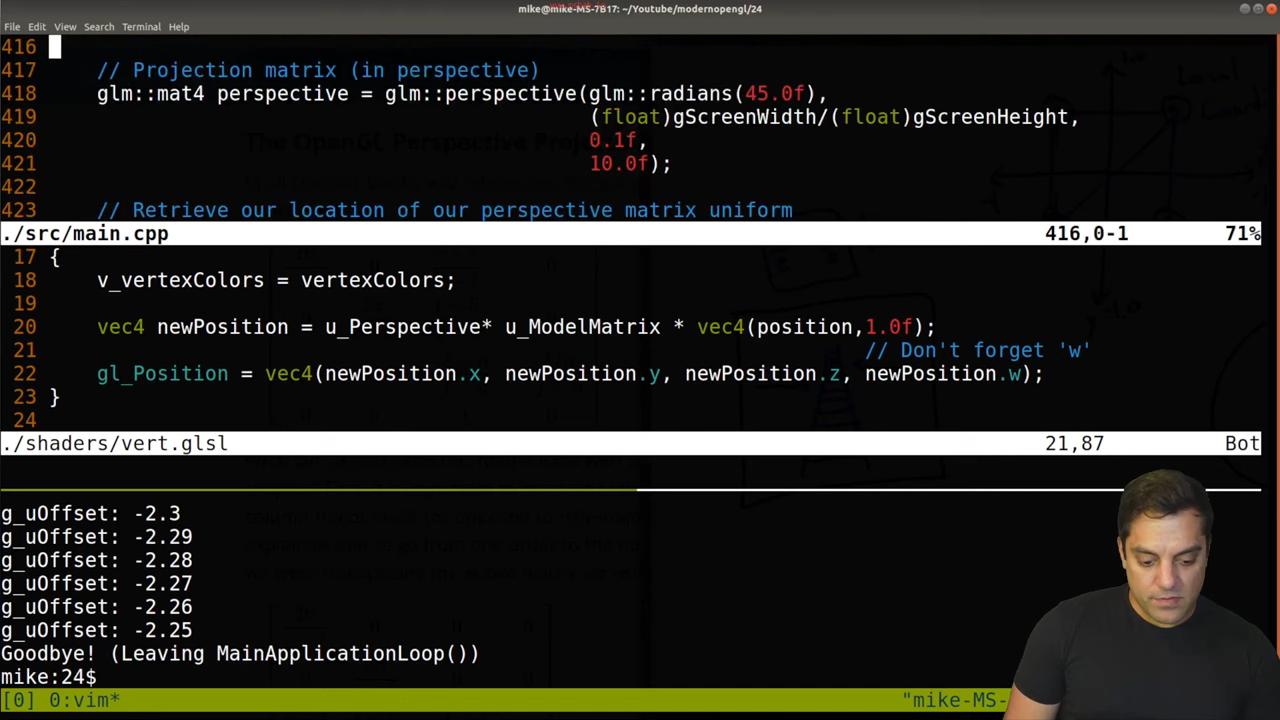 mike@mike-MS-7B17: ~/Youtube/modernopengl/24
File Edit View Search Terminal Help
416
417     // Projection matrix (in perspective)
418     glm::mat4 perspective = glm::perspective(glm::radians(45.0f),
419                                              (float)gScreenWidth/(float)gScreenHeight,
420                                              0.1f,
421                                              10.0f);
422
423     // Retrieve our location of our perspective matrix uniform
./src/main.cpp 416,0-1 71%
17 {
18     v_vertexColors = vertexColors;
19
20     vec4 newPosition = u_Perspective* u_ModelMatrix * vec4(position,1.0f);
21                                                                     // Don't forget 'w'
22     gl_Position = vec4(newPosition.x, newPosition.y, newPosition.z, newPosition.w);
23 }
24
./shaders/vert.glsl 21,87 Bot
g_uOffset: -2.3
g_uOffset: -2.29
g_uOffset: -2.28
g_uOffset: -2.27
g_uOffset: -2.26
g_uOffset: -2.25
Goodbye! (Leaving MainApplicationLoop())
mike:24$
[0] 0:vim* "mike-MS-